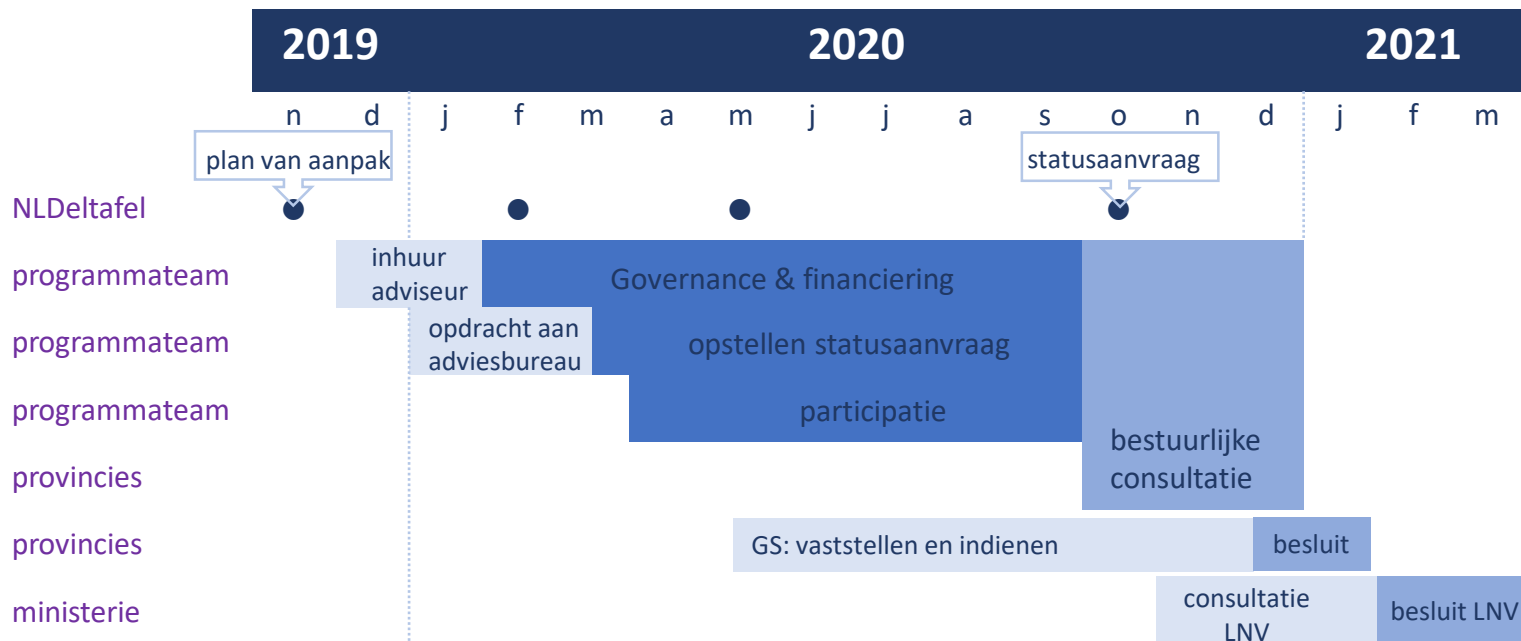 2019 2020 2021
n d j f m a m j j a s o n d j f m
plan van aanpak statusaanvraag
NLDeltafel
programmateam
inhuur
adviseur
Governance & financiering
programmateam
opdracht aan
adviesbureau
opstellen statusaanvraag
programmateam
participatie
provincies
bestuurlijke
consultatie
provincies
GS: vaststellen en indienen
besluit
ministerie
consultatie
LNV
besluit LNV